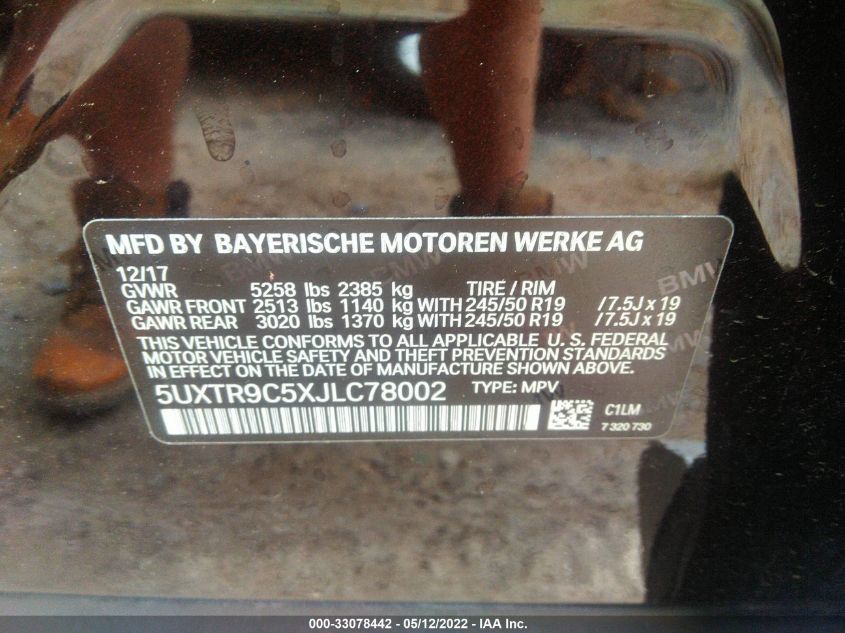 MFD BY BAYERISCHE MOTOREN WERKE AG
12/17
GVWR 5258 lbs 2385 kg TIRE / RIM
GAWR FRONT 2513 lbs 1140 kg WITH 245/50 R19 / 7.5J x 19
GAWR REAR 3020 lbs 1370 kg WITH 245/50 R19 / 7.5J x 19
THIS VEHICLE CONFORMS TO ALL APPLICABLE U. S. FEDERAL
MOTOR VEHICLE SAFETY AND THEFT PREVENTION STANDARDS
IN EFFECT ON THE DATE OF MANUFACTURE SHOWN ABOVE.
5UXTR9C5XJLC78002 TYPE: MPV
C1LM
7 320 730
BMW
BMW
BMW
000-33078442 - 05/12/2022 - IAA Inc.